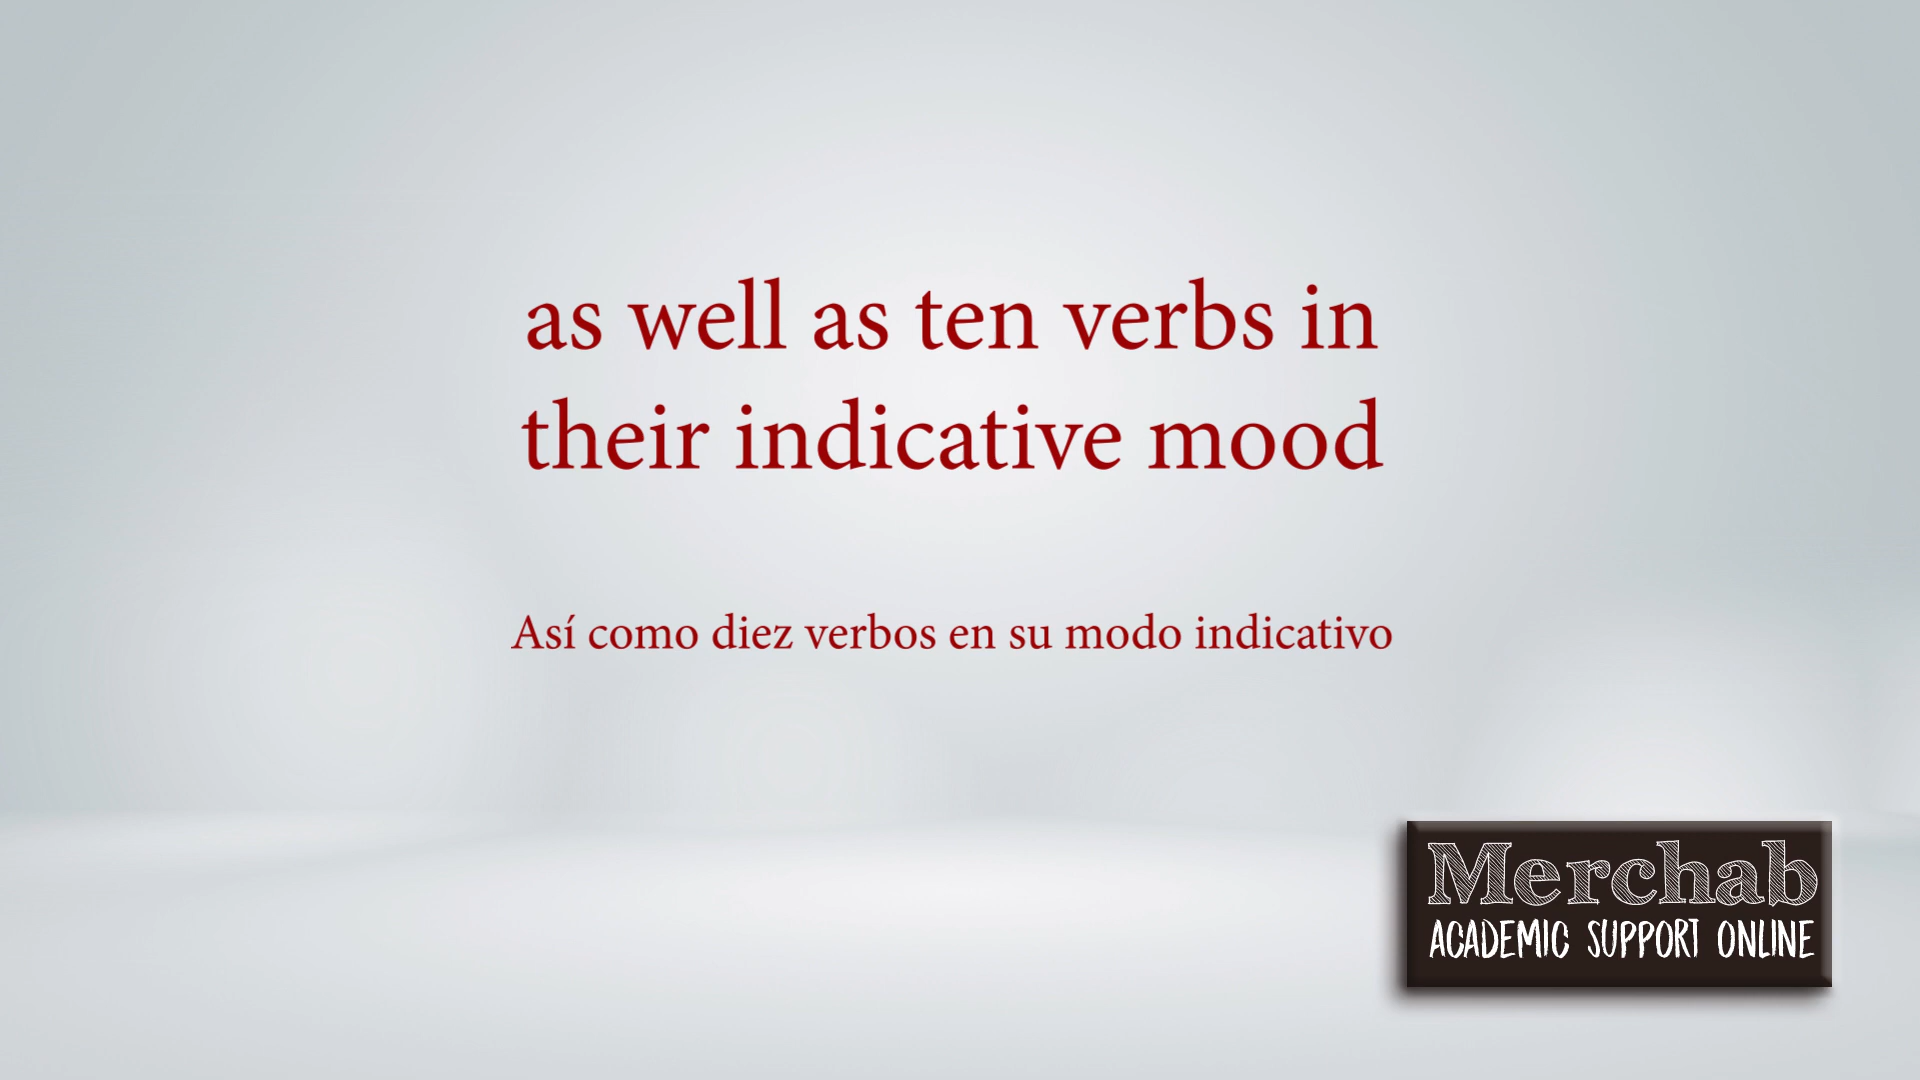 as well as ten verbs in
their indicative mood
Así como diez verbos en su modo indicativo
Merchab
ACADEMIC SUPPORT ONLINE